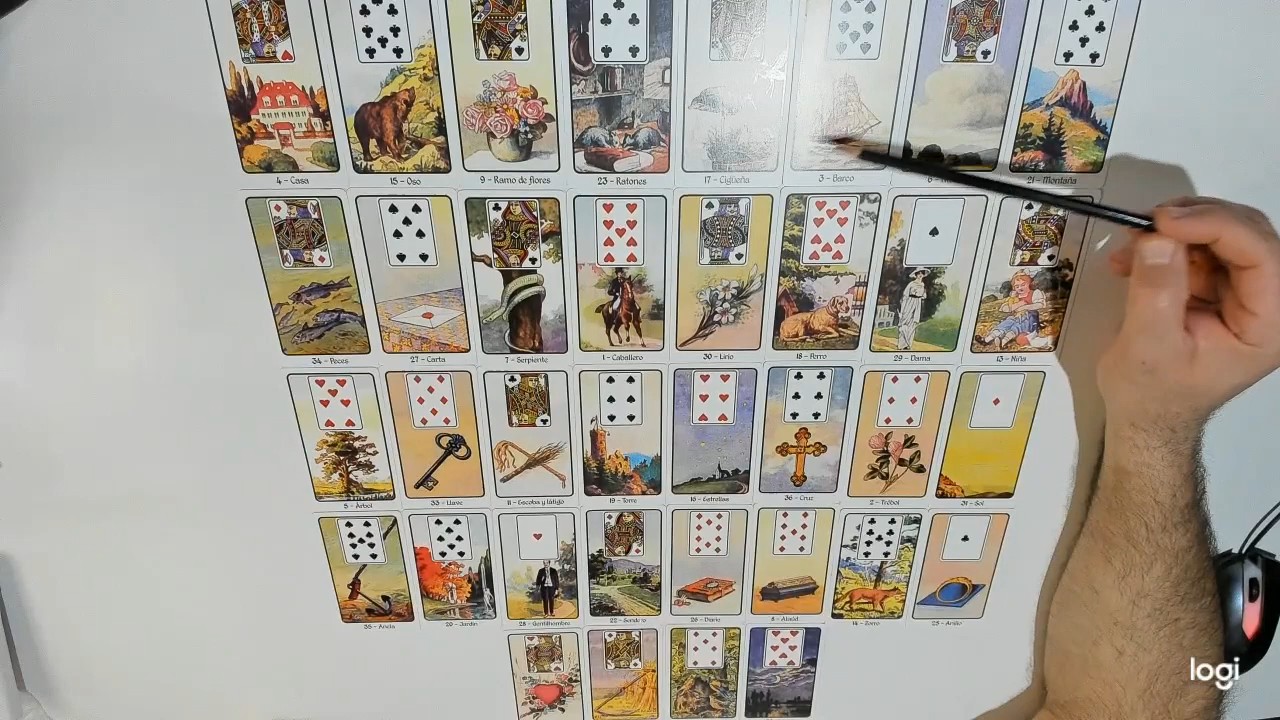 4 - Casa
15 - Oso
9 - Ramo de flores
23 - Ratones
17 - Cigüeña
3 - Barco
21 - Montaña
34 - Peces
27 - Carta
7 - Serpiente
1 - Caballero
30 - Lirio
18 - Perro
29 - Dama
13 - Niña
5 - Árbol
33 - Llave
11 - Escoba y látigo
19 - Torre
16 - Estrellas
36 - Cruz
2 - Trébol
31 - Sol
35 - Ancla
20 - Jardín
28 - Gentilhombre
22 - Sendero
26 - Diario
8 - Ataúd
14 - Zorro
25 - Anillo
logi